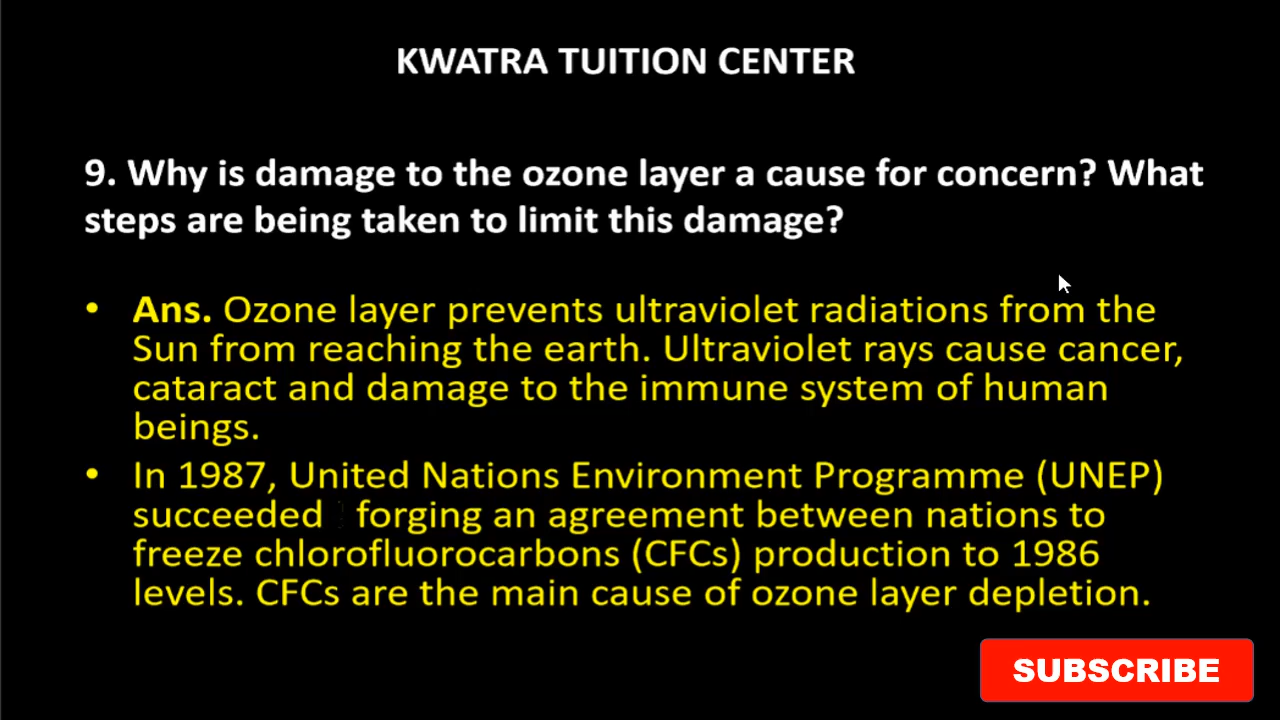 KWATRA TUITION CENTER
9. Why is damage to the ozone layer a cause for concern? What
steps are being taken to limit this damage?
• Ans. Ozone layer prevents ultraviolet radiations from the
Sun from reaching the earth. Ultraviolet rays cause cancer,
cataract and damage to the immune system of human
beings.
• In 1987, United Nations Environment Programme (UNEP)
succeeded forging an agreement between nations to
freeze chlorofluorocarbons (CFCs) production to 1986
levels. CFCs are the main cause of ozone layer depletion.
SUBSCRIBE